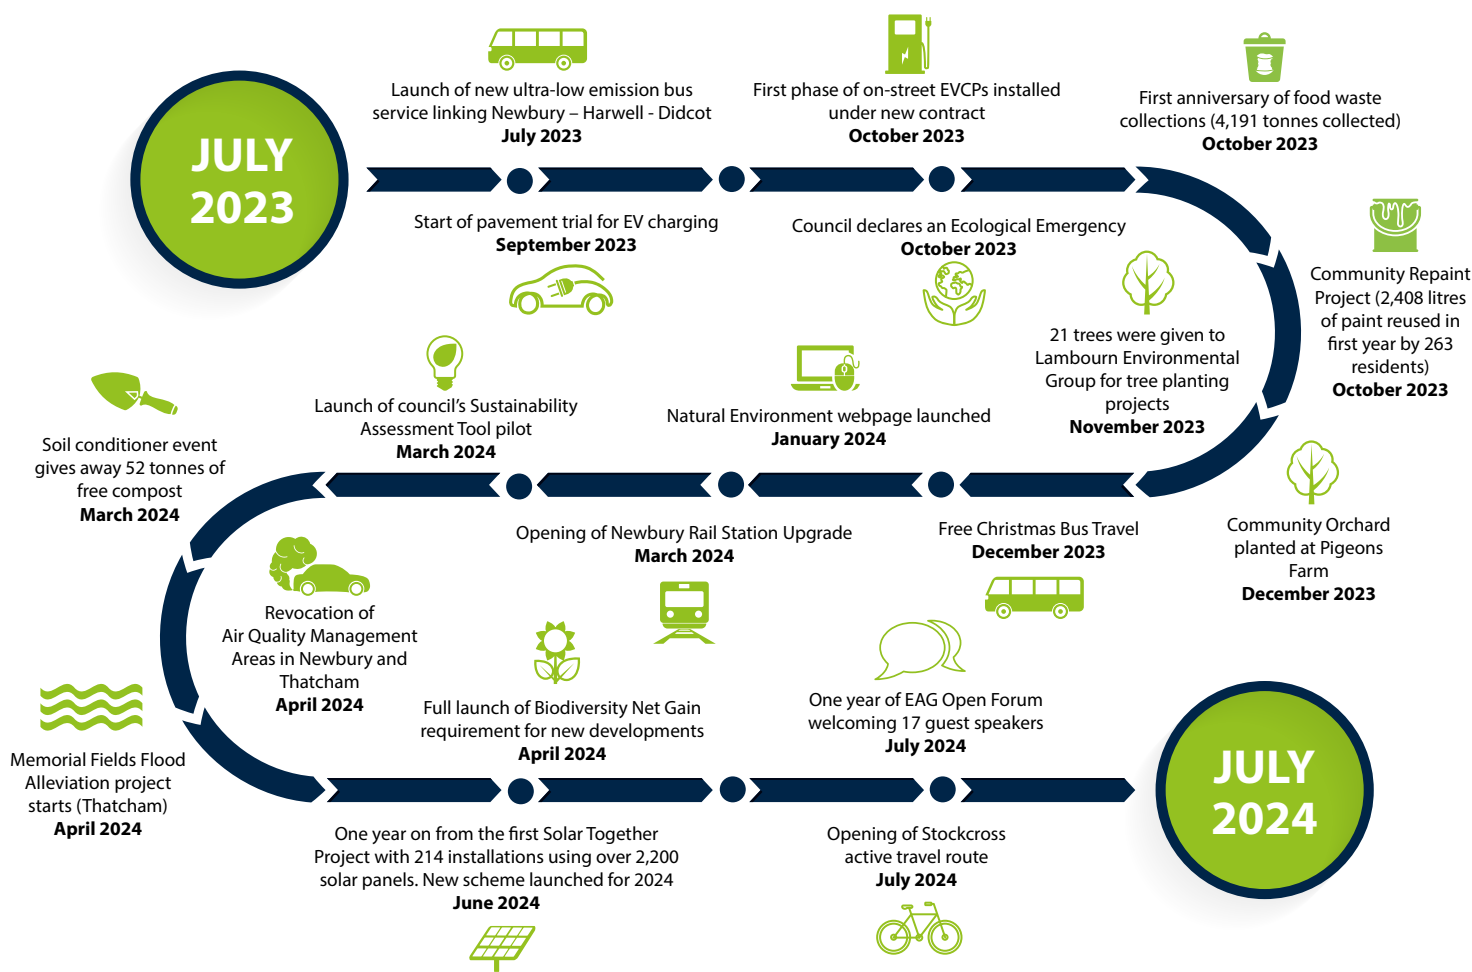 JULY
2023
Launch of new ultra-low emission bus
service linking Newbury – Harwell - Didcot
July 2023
Start of pavement trial for EV charging
September 2023
First phase of on-street EVCPs installed
under new contract
October 2023
Council declares an Ecological Emergency
October 2023
First anniversary of food waste
collections (4,191 tonnes collected)
October 2023
Community Repaint
Project (2,408 litres
of paint reused in
first year by 263
residents)
October 2023
21 trees were given to
Lambourn Environmental
Group for tree planting
projects
November 2023
Community Orchard
planted at Pigeons
Farm
December 2023
Free Christmas Bus Travel
December 2023
Natural Environment webpage launched
January 2024
Opening of Newbury Rail Station Upgrade
March 2024
Launch of council’s Sustainability
Assessment Tool pilot
March 2024
Soil conditioner event
gives away 52 tonnes of
free compost
March 2024
Revocation of
Air Quality Management
Areas in Newbury and
Thatcham
April 2024
Memorial Fields Flood
Alleviation project
starts (Thatcham)
April 2024
Full launch of Biodiversity Net Gain
requirement for new developments
April 2024
One year on from the first Solar Together
Project with 214 installations using over 2,200
solar panels. New scheme launched for 2024
June 2024
One year of EAG Open Forum
welcoming 17 guest speakers
July 2024
Opening of Stockcross
active travel route
July 2024
JULY
2024